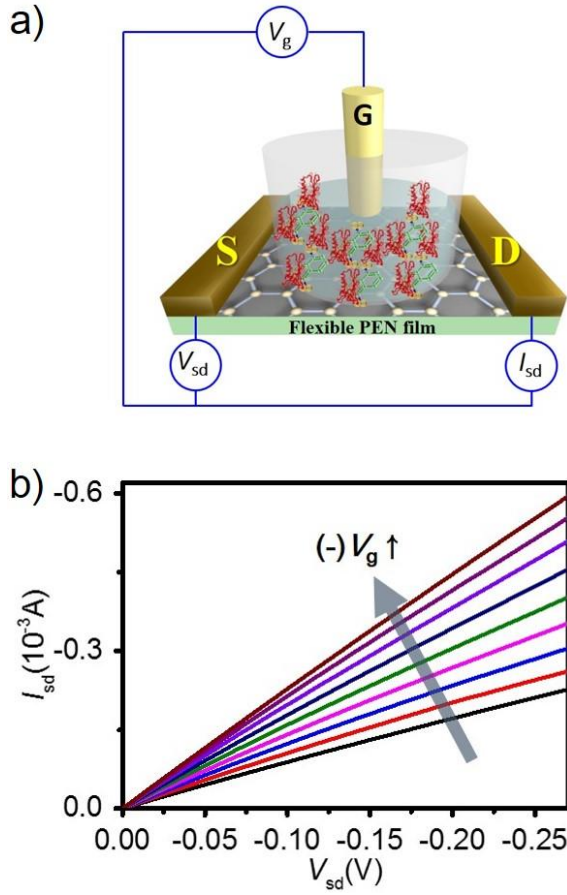 a)
Vg
G
S
D
Flexible PEN film
Vsd
Isd
b)
-0.6
(-) Vg ↑
-0.3
Isd(10⁻³A)
0.0
0.00 -0.05 -0.10 -0.15 -0.20 -0.25
Vsd(V)